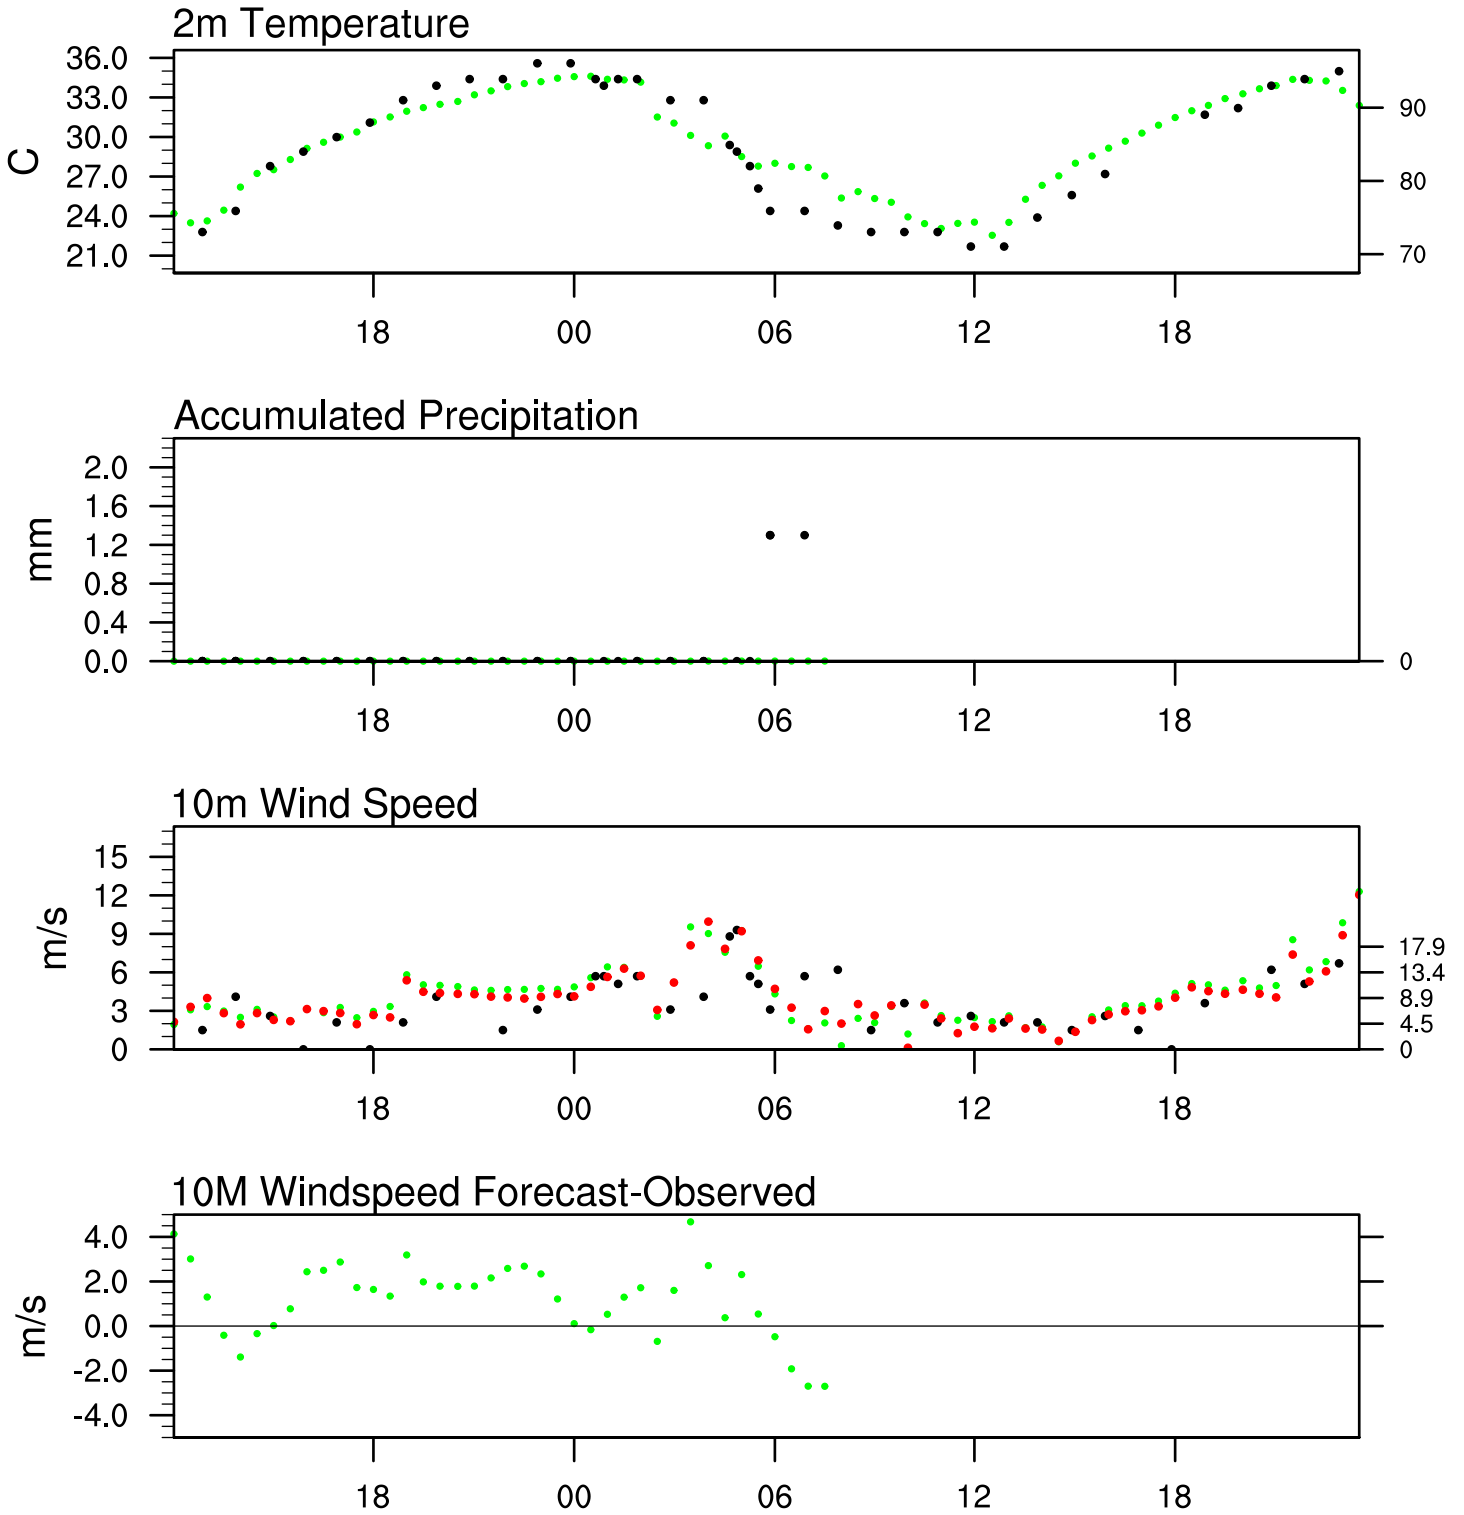 2m Temperature
36.0
33.0
30.0
27.0
24.0
21.0
C
90
80
70
18 00 06 12 18
Accumulated Precipitation
2.0
1.6
1.2
0.8
0.4
0.0
mm
0
18 00 06 12 18
10m Wind Speed
15
12
9
6
3
0
m/s
17.9
13.4
8.9
4.5
0
18 00 06 12 18
10M Windspeed Forecast-Observed
4.0
2.0
0.0
-2.0
-4.0
m/s
18 00 06 12 18